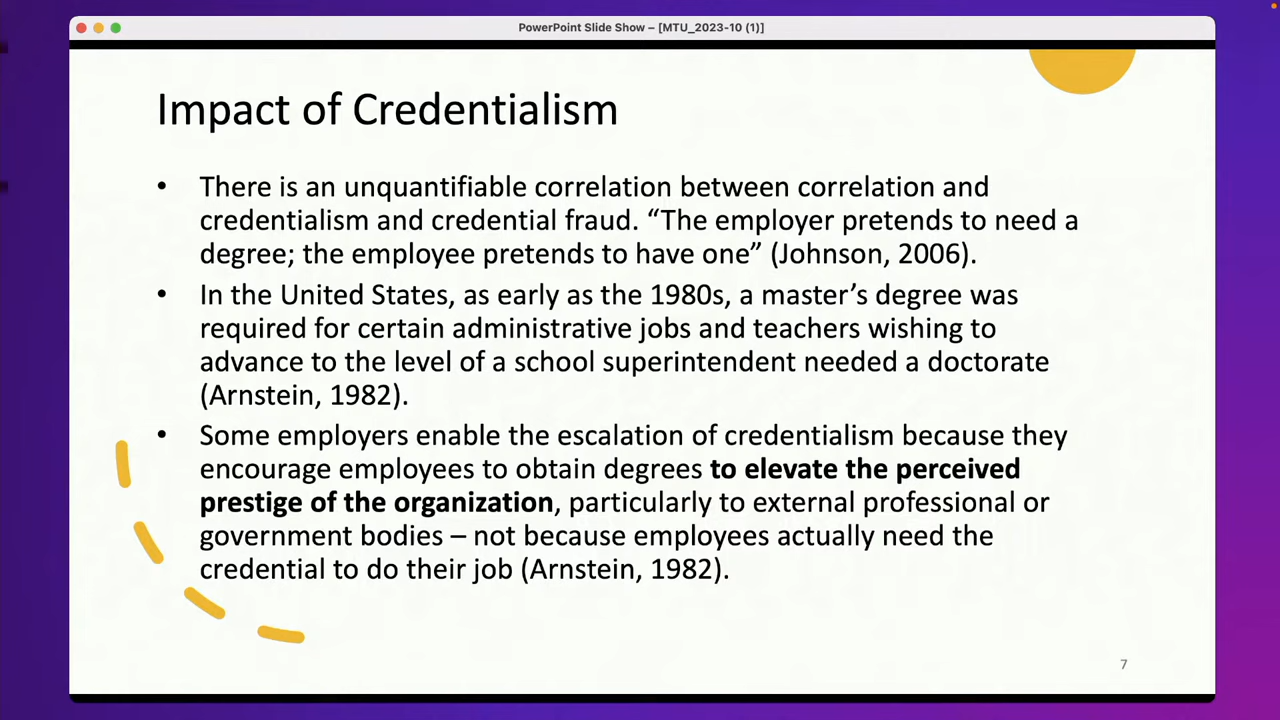 PowerPoint Slide Show – [MTU_2023-10 (1)]
Impact of Credentialism
• There is an unquantifiable correlation between correlation and
credentialism and credential fraud. “The employer pretends to need a
degree; the employee pretends to have one” (Johnson, 2006).
• In the United States, as early as the 1980s, a master’s degree was
required for certain administrative jobs and teachers wishing to
advance to the level of a school superintendent needed a doctorate
(Arnstein, 1982).
• Some employers enable the escalation of credentialism because they
encourage employees to obtain degrees to elevate the perceived
prestige of the organization, particularly to external professional or
government bodies – not because employees actually need the
credential to do their job (Arnstein, 1982).
7